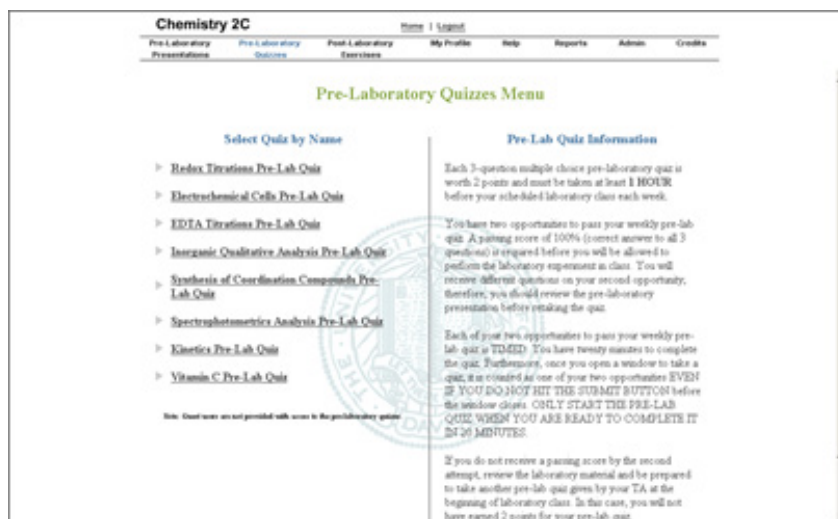 Chemistry 2C
Home | Logout
Pre-Laboratory Presentations
Pre-Laboratory Quizzes
Post-Laboratory Exercises
My Profile
Help
Reports
Admin
Credits
Pre-Laboratory Quizzes Menu
Select Quiz by Name
Redox Titrations Pre-Lab Quiz
Electrochemical Cells Pre-Lab Quiz
EDTA Titrations Pre-Lab Quiz
Inorganic Qualitative Analysis Pre-Lab Quiz
Synthesis of Coordination Compounds Pre-
Lab Quiz
Spectrophotometrics Analysis Pre-Lab Quiz
Kinetics Pre-Lab Quiz
Vitamin C Pre-Lab Quiz
Note: Guest users are not provided with access to the pre-laboratory quizzes
Pre-Lab Quiz Information
Each 3-question multiple choice pre-laboratory quiz is
worth 2 points and must be taken at least 1 HOUR
before your scheduled laboratory class each week.
You have two opportunities to pass your weekly pre-lab
quiz. A passing score of 100% (correct answer to all 3
questions) is required before you will be allowed to
perform the laboratory experiment in class. You will
receive different questions on your second opportunity,
therefore, you should review the pre-laboratory
presentation before retaking the quiz.
Each of your two opportunities to pass your weekly pre-
lab quiz is TIMED. You have twenty minutes to complete
the quiz. Furthermore, once you open a window to take a
quiz, it is counted as one of your two opportunities EVEN
IF YOU DO NOT HIT THE SUBMIT BUTTON before
the window closes. ONLY START THE PRE-LAB
QUIZ WHEN YOU ARE READY TO COMPLETE IT
IN 20 MINUTES.
If you do not receive a passing score by the second
attempt, review the laboratory material and be prepared
to take another pre-lab quiz given by your TA at the
beginning of laboratory class. In this case, you will not
have earned 2 points for your pre-lab quiz.